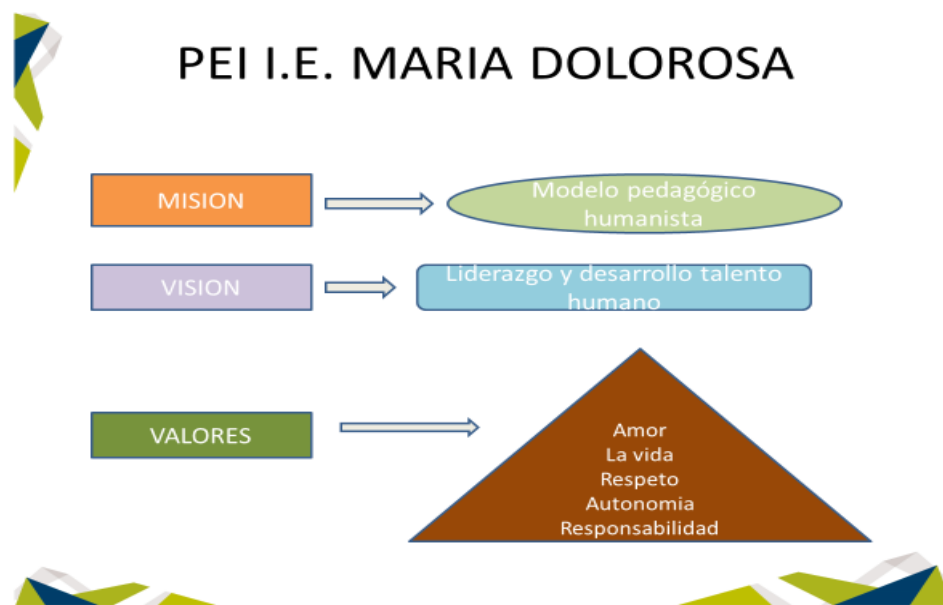 PEI I.E. MARIA DOLOROSA
MISION
Modelo pedagógico
humanista
VISION
Liderazgo y desarrollo talento
humano
VALORES
Amor
La vida
Respeto
Autonomia
Responsabilidad